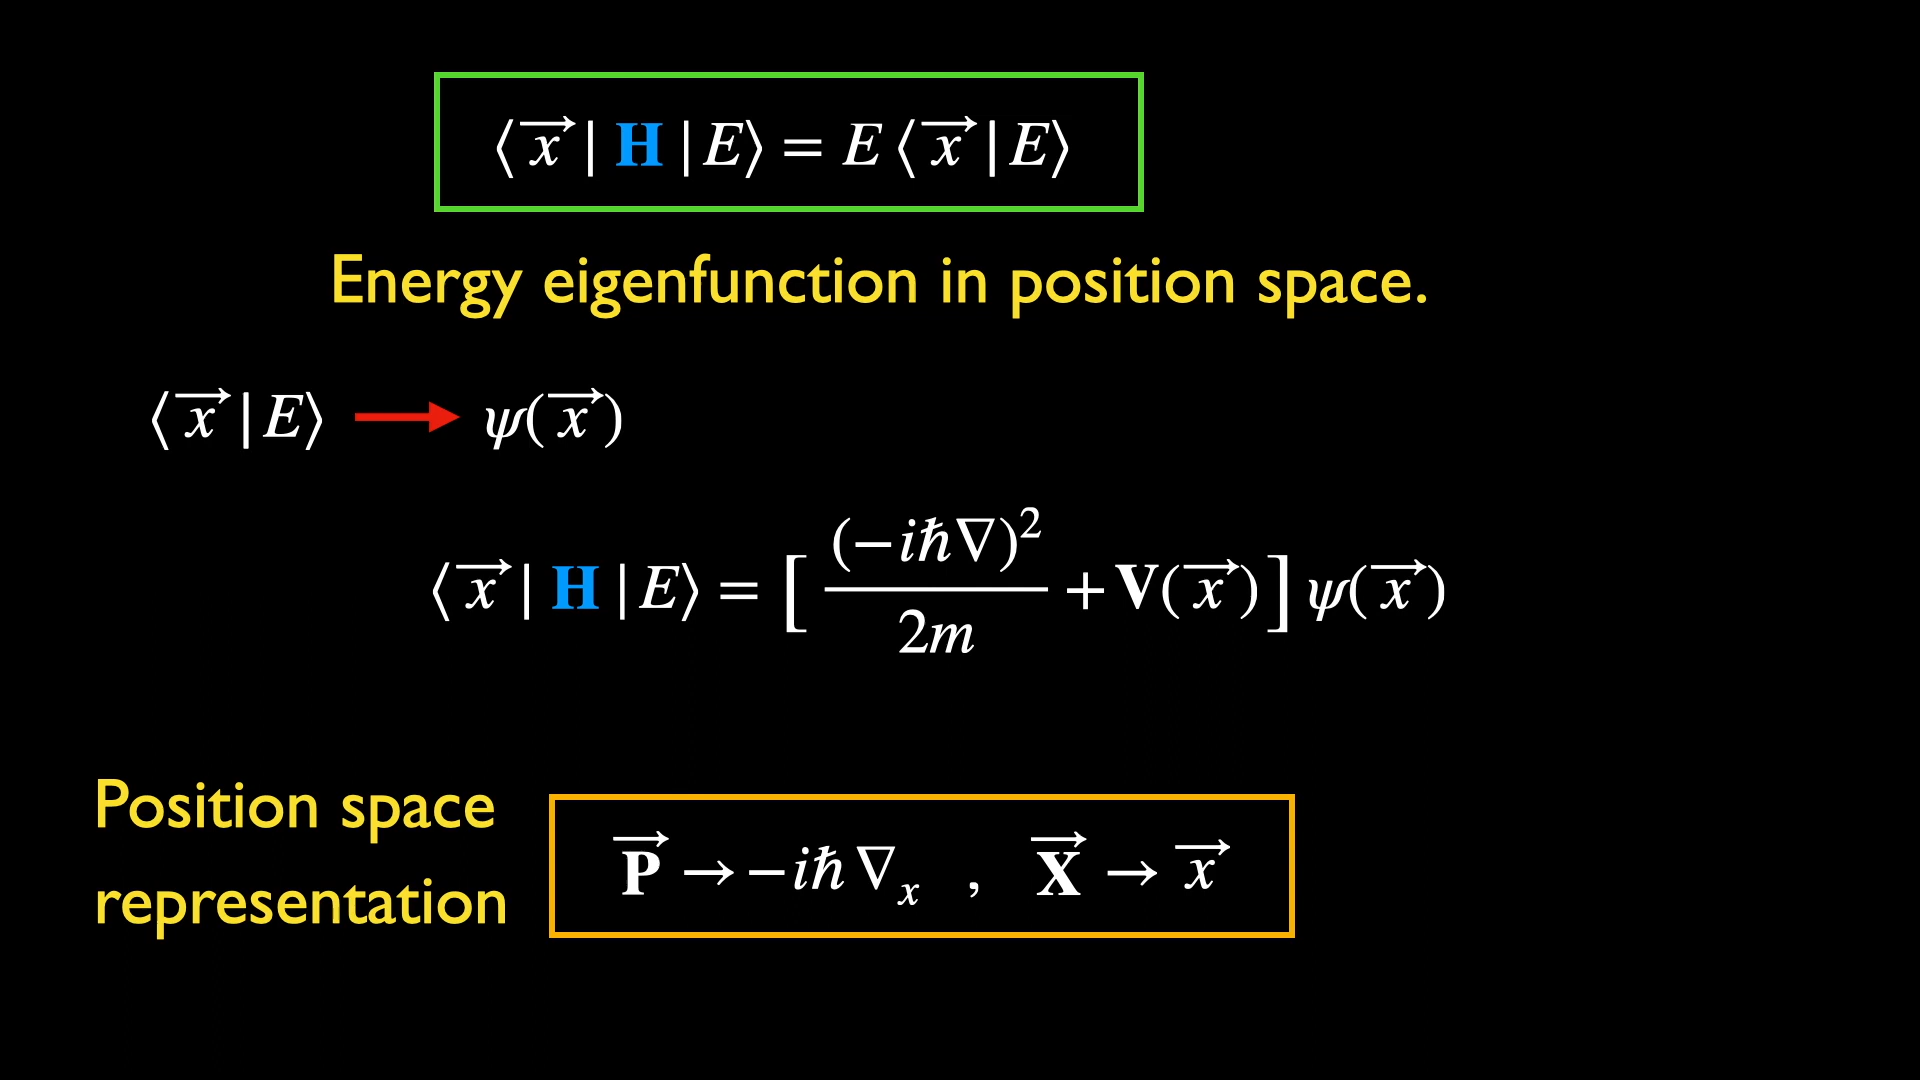 ⟨x⃗| H |E⟩ = E ⟨x⃗|E⟩
Energy eigenfunction in position space.
⟨x⃗|E⟩ → ψ(x⃗)
⟨x⃗| H |E⟩ = [ (−iℏ∇)² / 2m + V(x⃗) ] ψ(x⃗)
Position space
representation
P⃗ → −iℏ ∇ₓ , X⃗ → x⃗